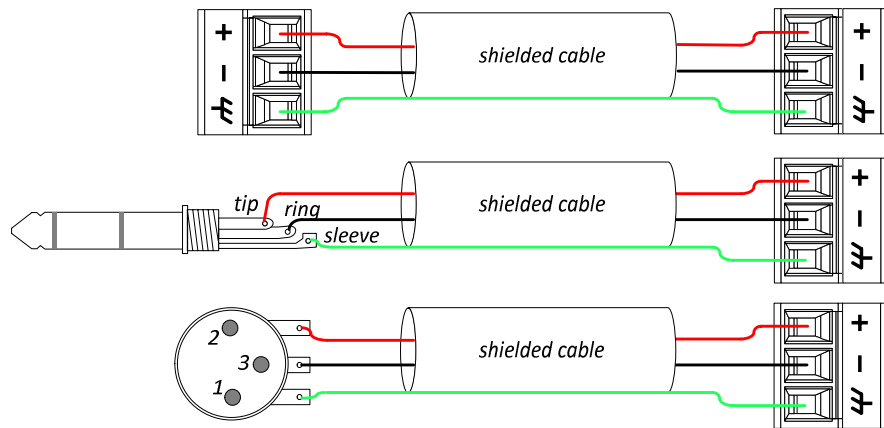 + shielded cable +
- -
tip ring sleeve shielded cable +
-
2 3 1 shielded cable +
-